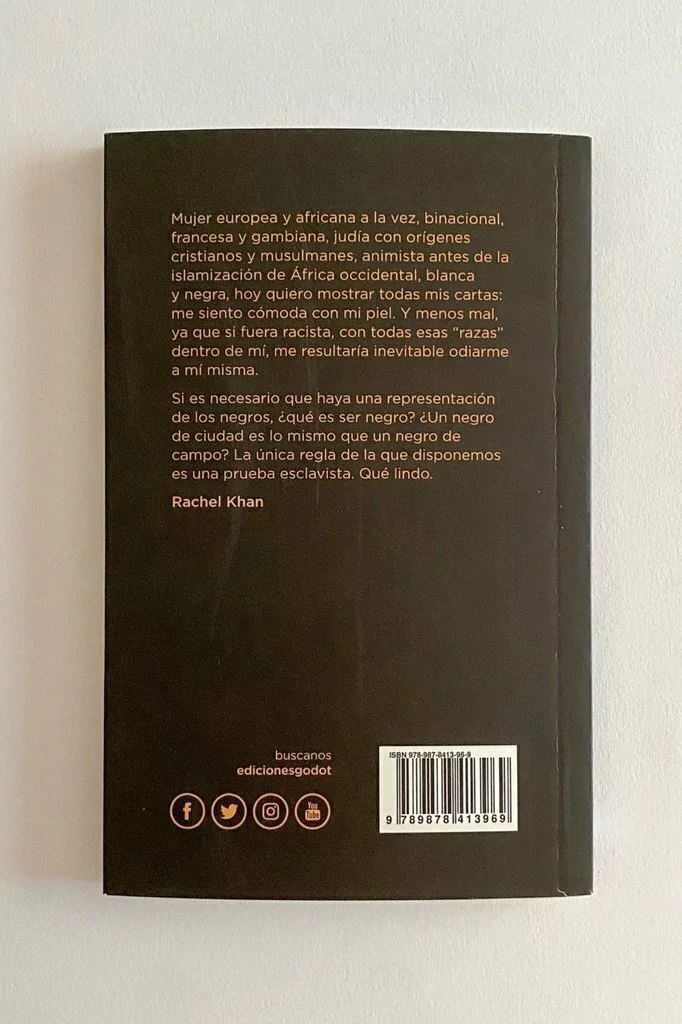 Mujer europea y africana a la vez, binacional,
francesa y gambiana, judía con orígenes
cristianos y musulmanes, animista antes de la
islamización de África occidental, blanca
y negra, hoy quiero mostrar todas mis cartas:
me siento cómoda con mi piel. Y menos mal,
ya que si fuera racista, con todas esas “razas”
dentro de mí, me resultaría inevitable odiarme
a mí misma.
Si es necesario que haya una representación
de los negros, ¿qué es ser negro? ¿Un negro
de ciudad es lo mismo que un negro de
campo? La única regla de la que disponemos
es una prueba esclavista. Qué lindo.
Rachel Khan
buscanos
edicionesgodot
You
Tube
ISBN 978-987-8413-96-9
9 789878 413969